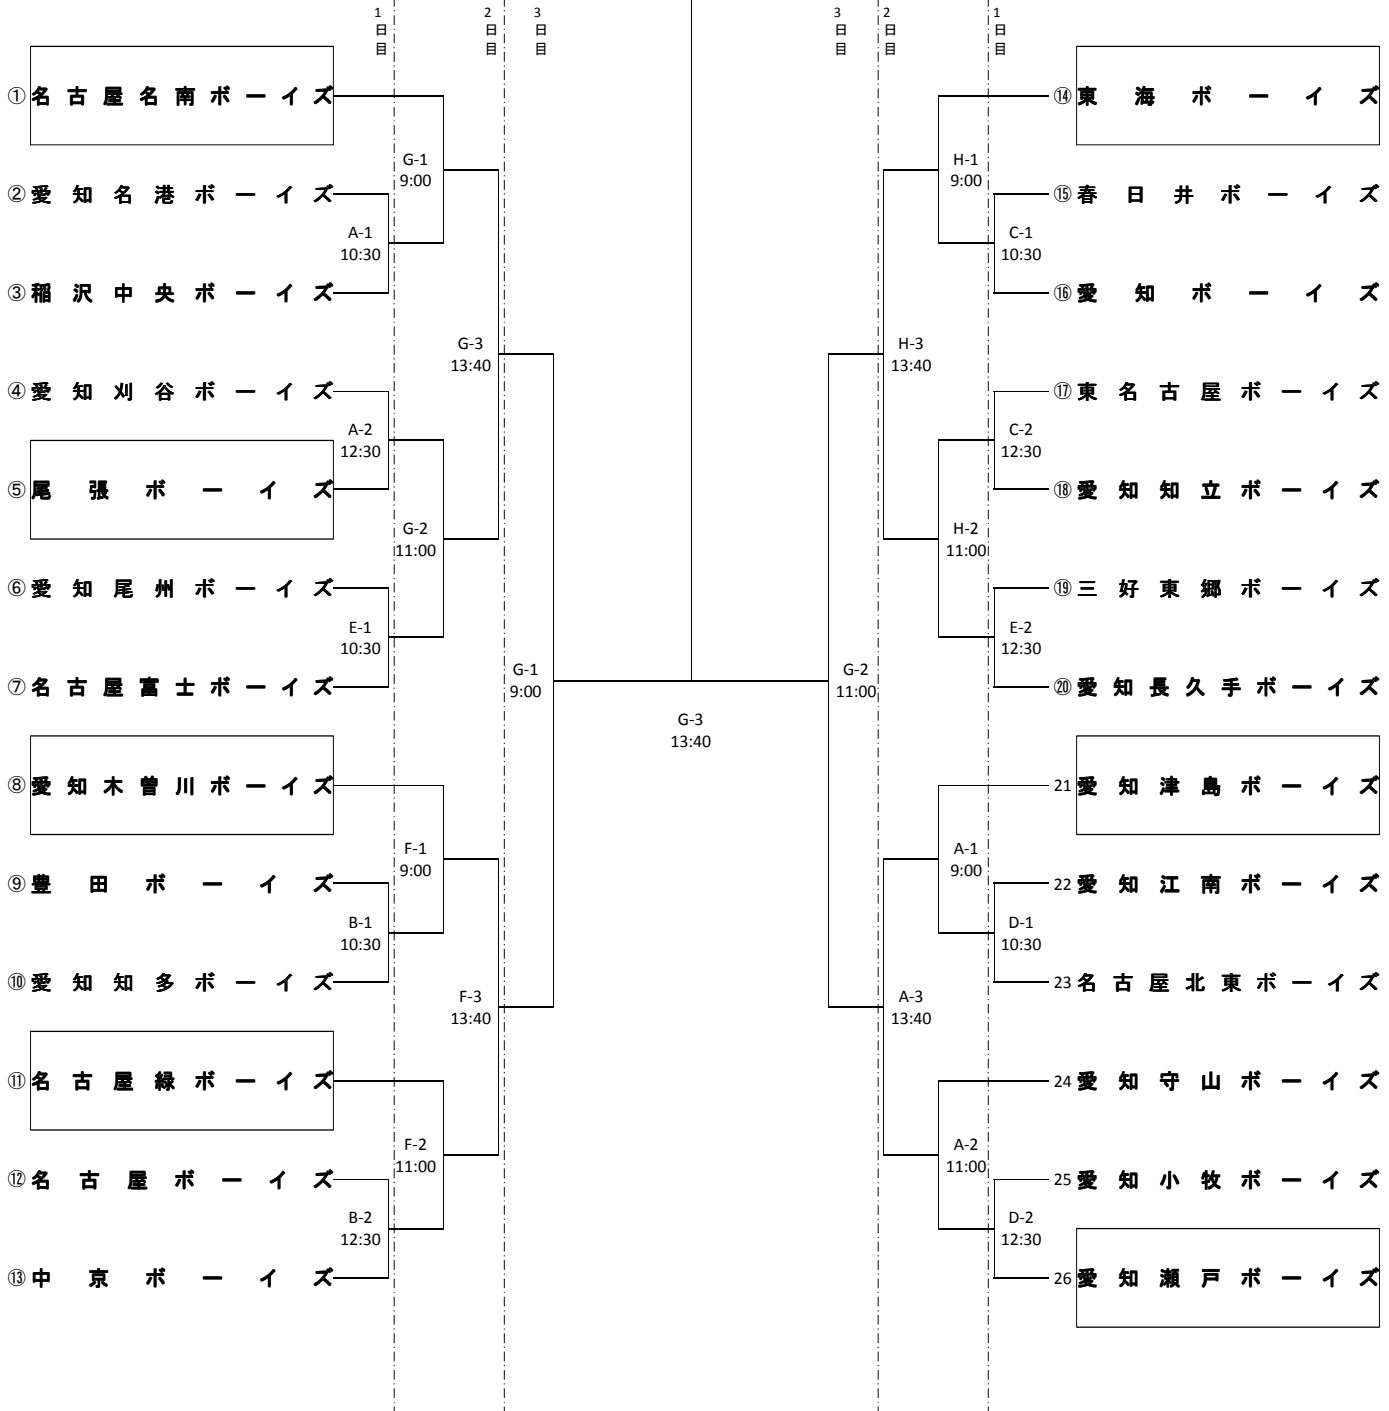 1日目
2日目
3日目
3日目
2日目
1日目
①名古屋名南ボーイズ
G-1
9:00
②愛知名港ボーイズ
A-1
10:30
③稲沢中央ボーイズ
G-3
13:40
④愛知刈谷ボーイズ
A-2
12:30
⑤尾張ボーイズ
G-2
11:00
⑥愛知尾州ボーイズ
E-1
10:30
⑦名古屋富士ボーイズ
G-1
9:00
⑧愛知木曽川ボーイズ
F-1
9:00
⑨豊田ボーイズ
B-1
10:30
⑩愛知知多ボーイズ
F-3
13:40
⑪名古屋緑ボーイズ
F-2
11:00
⑫名古屋ボーイズ
B-2
12:30
⑬中京ボーイズ
G-3
13:40
⑭東海ボーイズ
H-1
9:00
⑮春日井ボーイズ
C-1
10:30
⑯愛知ボーイズ
H-3
13:40
⑰東名古屋ボーイズ
C-2
12:30
⑱愛知知立ボーイズ
H-2
11:00
⑲三好東郷ボーイズ
E-2
12:30
⑳愛知長久手ボーイズ
G-2
11:00
21愛知津島ボーイズ
A-1
9:00
22愛知江南ボーイズ
D-1
10:30
23名古屋北東ボーイズ
A-3
13:40
24愛知守山ボーイズ
A-2
11:00
25愛知小牧ボーイズ
D-2
12:30
26愛知瀬戸ボーイズ